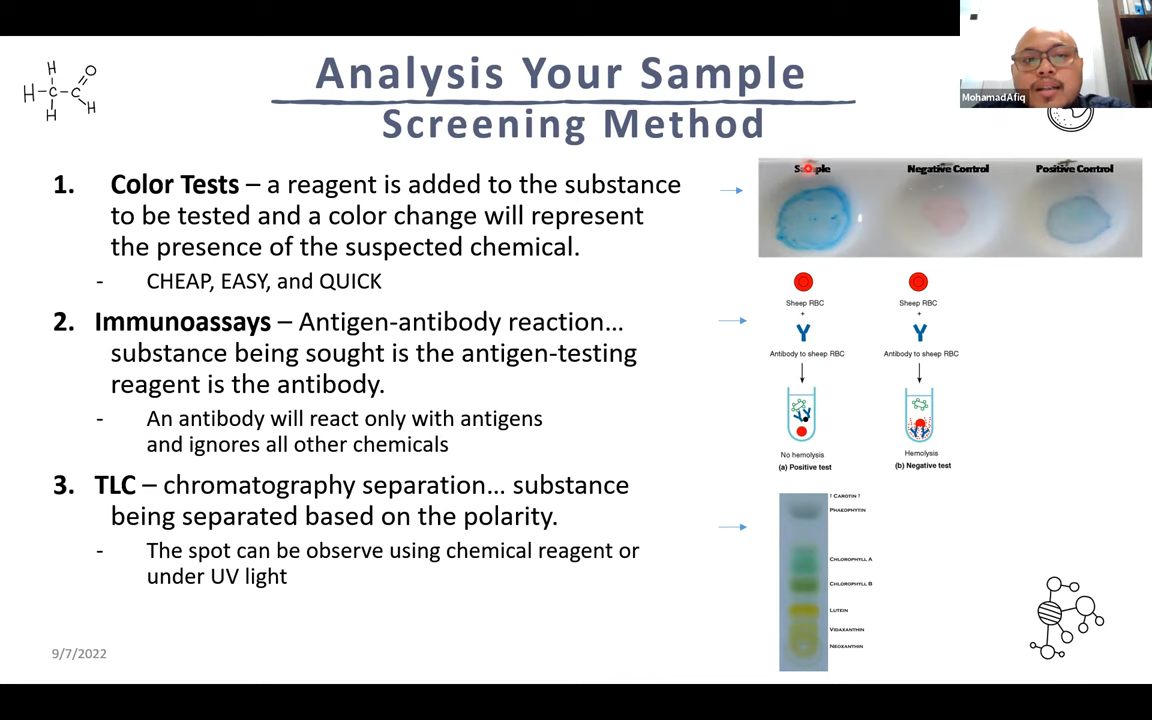 Analysis Your Sample
Screening Method
MohamadAfiq
H
O
H-C-C
H
H
1. Color Tests – a reagent is added to the substance
to be tested and a color change will represent
the presence of the suspected chemical.
- CHEAP, EASY, and QUICK
2. Immunoassays – Antigen-antibody reaction…
substance being sought is the antigen-testing
reagent is the antibody.
- An antibody will react only with antigens
and ignores all other chemicals
3. TLC – chromatography separation… substance
being separated based on the polarity.
- The spot can be observe using chemical reagent or
under UV light
Sample Negative Control Positive Control
Sheep RBC Sheep RBC
+ +
Antibody to sheep RBC Antibody to sheep RBC
No hemolysis Hemolysis
(a) Positive test (b) Negative test
↑ CAROTIN ↑
PHAEOPHYTIN
CHLOROPHYLL A
CHLOROPHYLL B
LUTEIN
VIOLAXANTHIN
NEOXANTHIN
9/7/2022